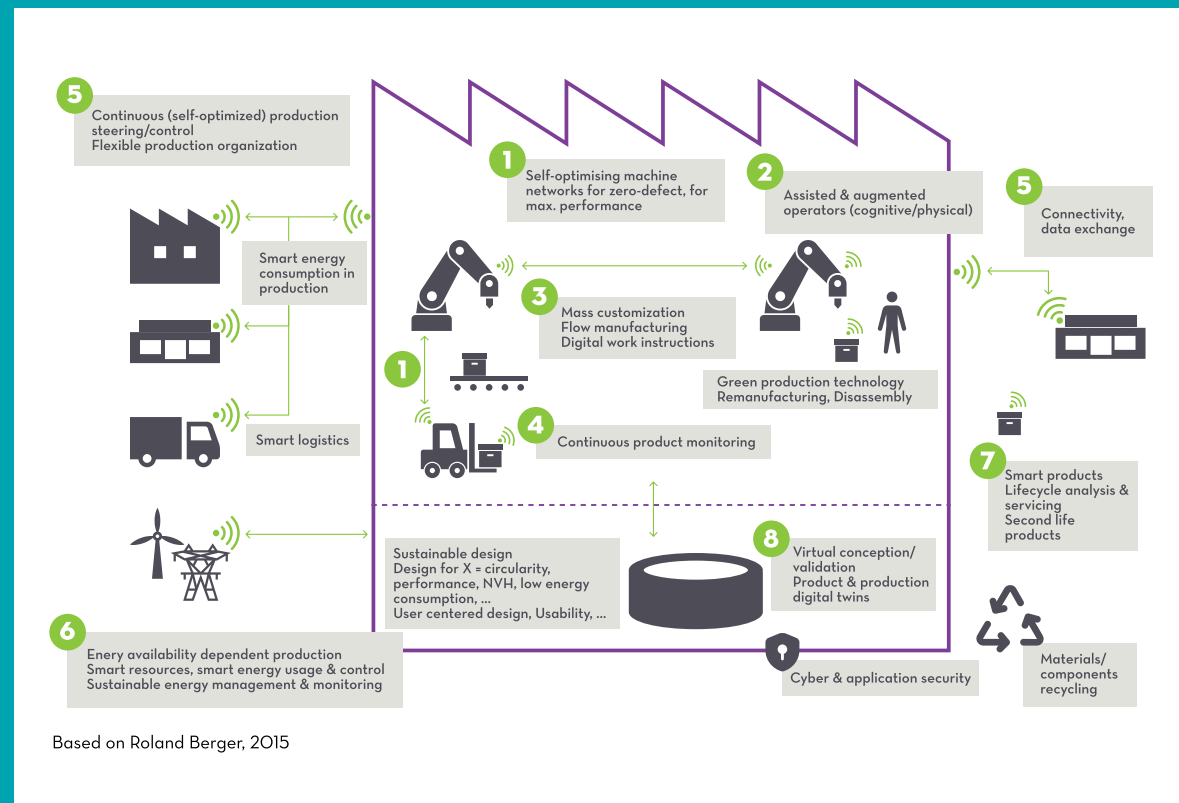 5
Continuous (self-optimized) production
steering/control
Flexible production organization
1
Self-optimising machine
networks for zero-defect, for
max. performance
2
Assisted & augmented
operators (cognitive/physical)
5
Connectivity,
data exchange
Smart energy
consumption in
production
3
Mass customization
Flow manufacturing
Digital work instructions
1
Green production technology
Remanufacturing, Disassembly
Smart logistics
4
Continuous product monitoring
7
Smart products
Lifecycle analysis &
servicing
Second life
products
Sustainable design
Design for X = circularity,
performance, NVH, low energy
consumption, ...
User centered design, Usability, ...
8
Virtual conception/
validation
Product & production
digital twins
6
Enery availability dependent production
Smart resources, smart energy usage & control
Sustainable energy management & monitoring
Cyber & application security
Materials/
components
recycling
Based on Roland Berger, 2015